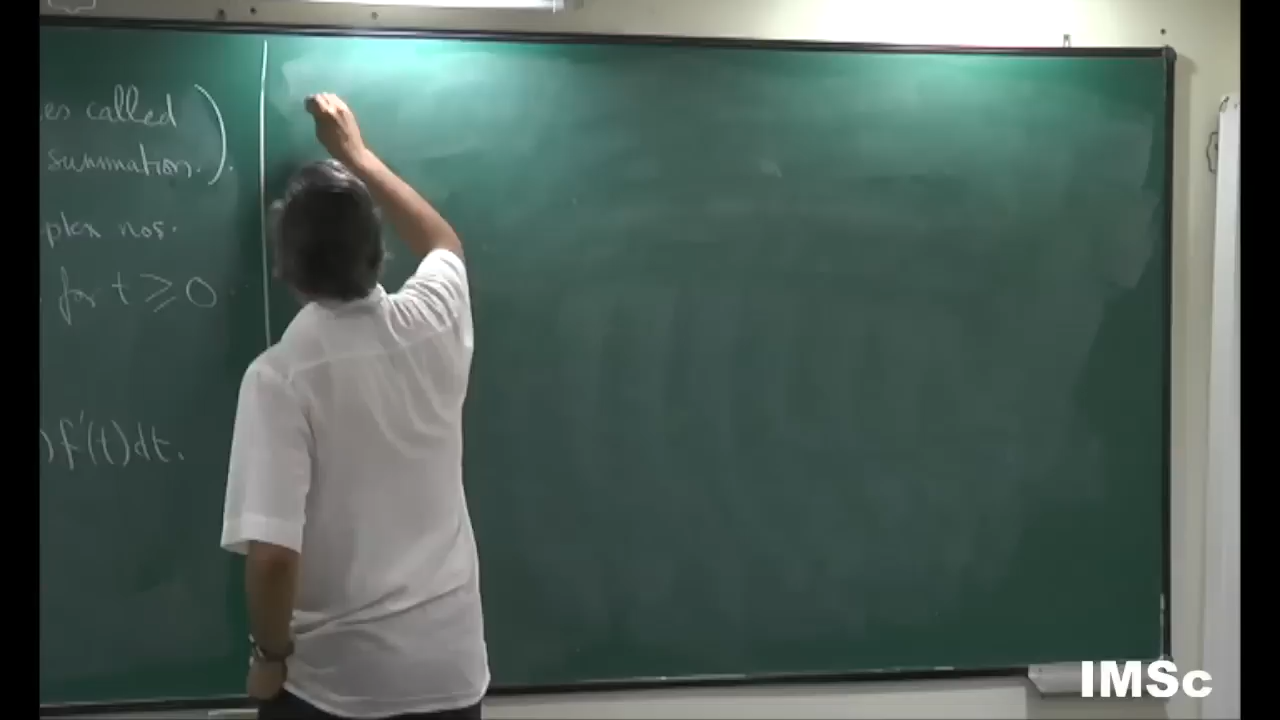 es called
summation.).
plex nos.
for t ≥ 0
)f'(t)dt.
IMSc